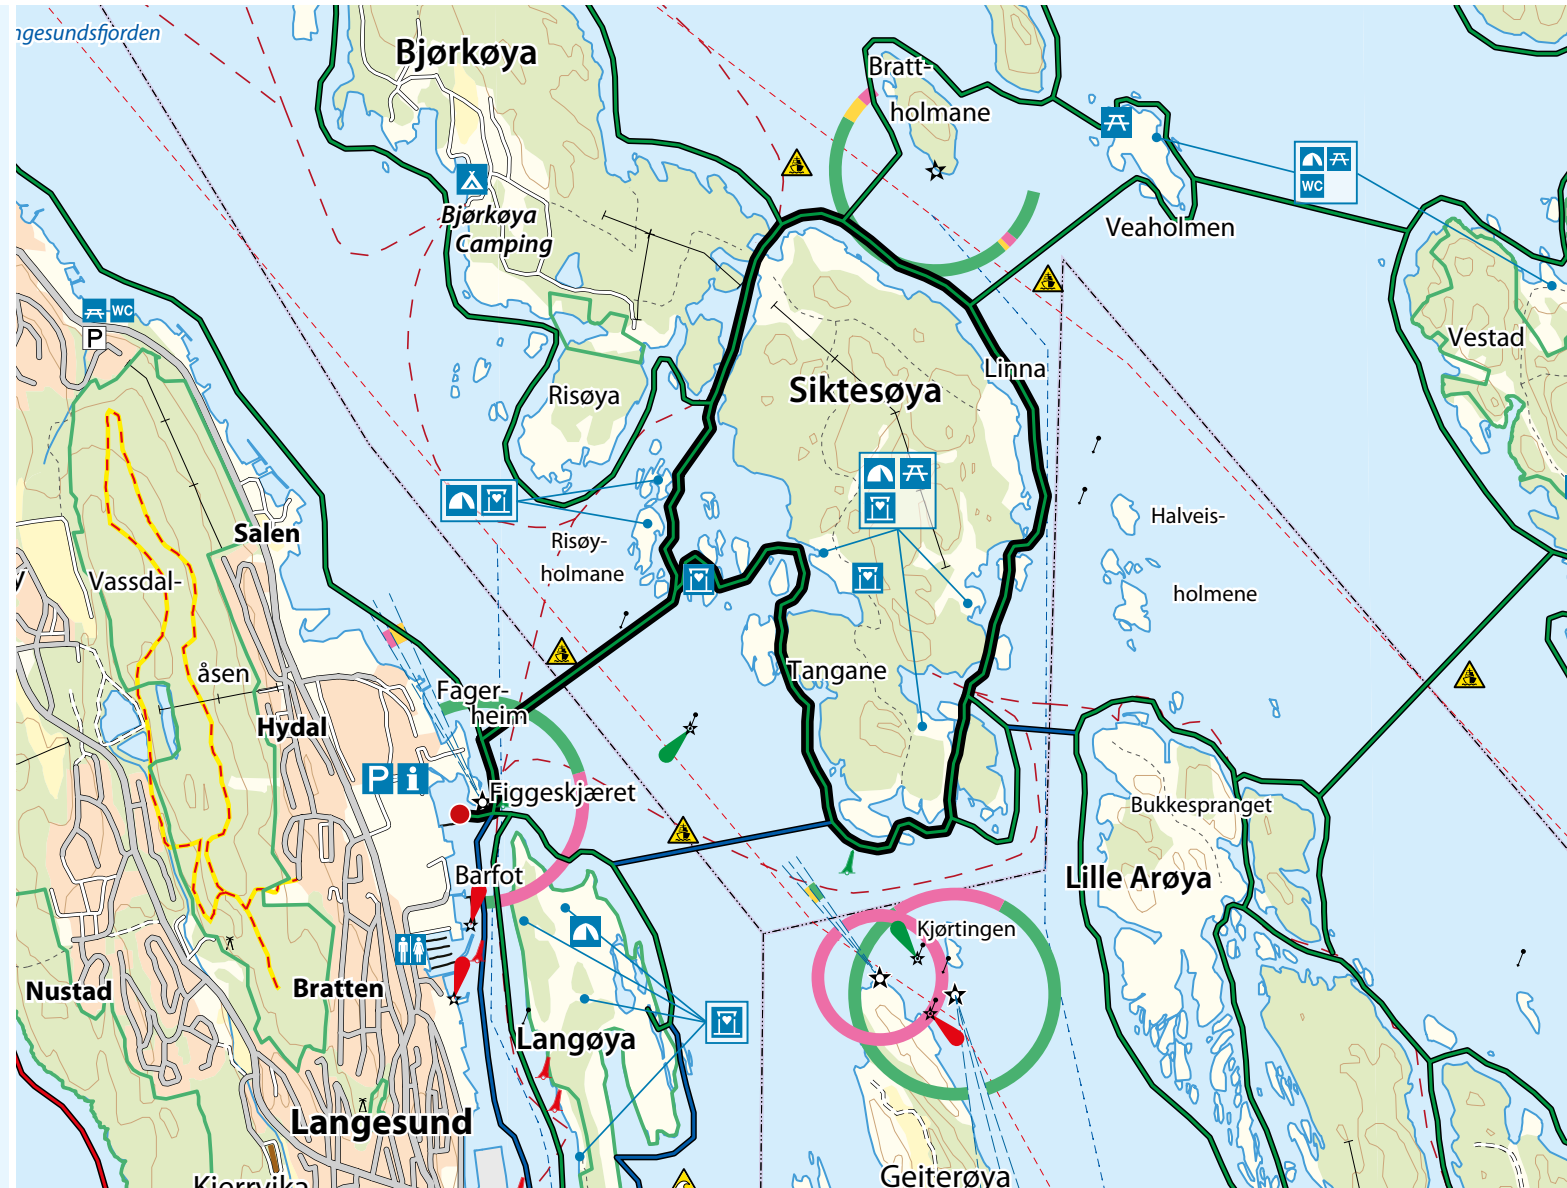 ngesundsfjorden
Bjørkøya
Bratt-
holmane
WC
Bjørkøya
Camping
Veaholmen
WC
P
Vestad
Linna
Siktesøya
Risøya
Salen
Halveis-
Risøy-
holmane
Vassdal-
y
holmene
åsen
Tangane
Fager-
heim
Hydal
P i
Figgeskjæret
Bukkespranget
Barfot
Lille Arøya
Kjørtingen
Nustad
Bratten
Langøya
Langesund
Geiterøya
Kjerrvika